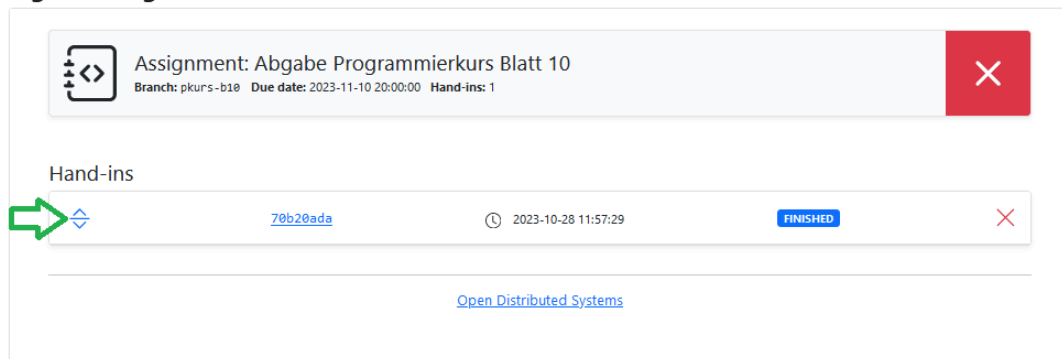 Assignment: Abgabe Programmierkurs Blatt 10
Branch: pkurs-b10 Due date: 2023-11-10 20:00:00 Hand-ins: 1
Hand-ins
70b20ada 2023-10-28 11:57:29 FINISHED
Open Distributed Systems